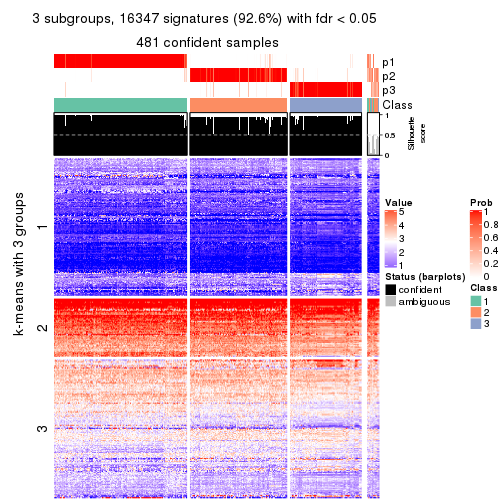 3 subgroups, 16347 signatures (92.6%) with fdr < 0.05
481 confident samples
p1
p2
p3
Class
1
0.5
0
Silhouette
score
k-means with 3 groups
1
2
3
Value
5
4
3
2
1
Status (barplots)
confident
ambiguous
Prob
1
0.8
0.6
0.4
0.2
0
Class
1
2
3